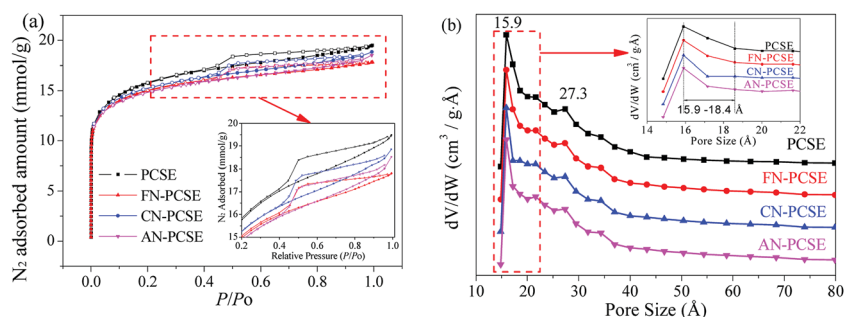 (a)
N₂ adsorbed amount (mmol/g)
25
20
15
10
5
0
PCSE
FN-PCSE
CN-PCSE
AN-PCSE
0.0 0.2 0.4 0.6 0.8 1.0
P/Po
N₂ Adsorbed (mmol/g)
20
19
18
17
16
15
0.2 0.4 0.6 0.8 1.0
Relative Pressure (P/Po)
(b)
dV/dW (cm³ / g·Å)
15.9
27.3
PCSE
FN-PCSE
CN-PCSE
AN-PCSE
10 20 30 40 50 60 70 80
Pore Size (Å)
dV/dW (cm³ / g·Å)
PCSE
FN-PCSE
CN-PCSE
AN-PCSE
15.9 -18.4 Å
14 16 18 20 22
Pore Size (Å)